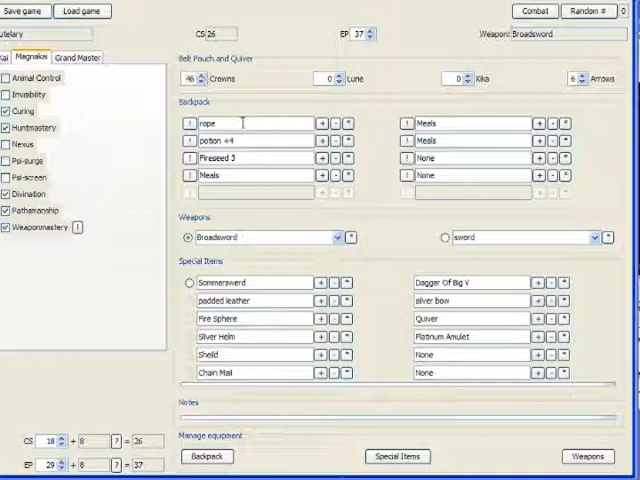 Save game Load game Combat Random # 0
utelary CS 26 EP 37 Weapon: Broadsword
Kai Magnakai Grand Master
Belt Pouch and Quiver
46 Crowns 0 Lune 0 Kika 6 Arrows
Animal Control
Invisbility
Curing
Huntmastery
Nexus
Psi-surge
Psi-screen
Divination
Pathsmanship
Weaponmastery !
Backpack
! rope + - * ! Meals + - *
! potion +4 + - * ! Meals + - *
! Fireseed 3 + - * ! None + - *
! Meals + - * ! None + - *
+ - * + - *
Weapons
Broadsword * sword *
Special Items
Sommerswerd + - * Dagger Of Big V + - *
padded leather + - * silver bow + - *
Fire Sphere + - * Quiver + - *
Silver Helm + - * Platinum Amulet + - *
Sheild + - * None + - *
Chain Mail + - * None + - *
Notes
Manage equipment
Backpack Special Items Weapons
CS 18 + 8 ? = 26
EP 29 + 8 ? = 37